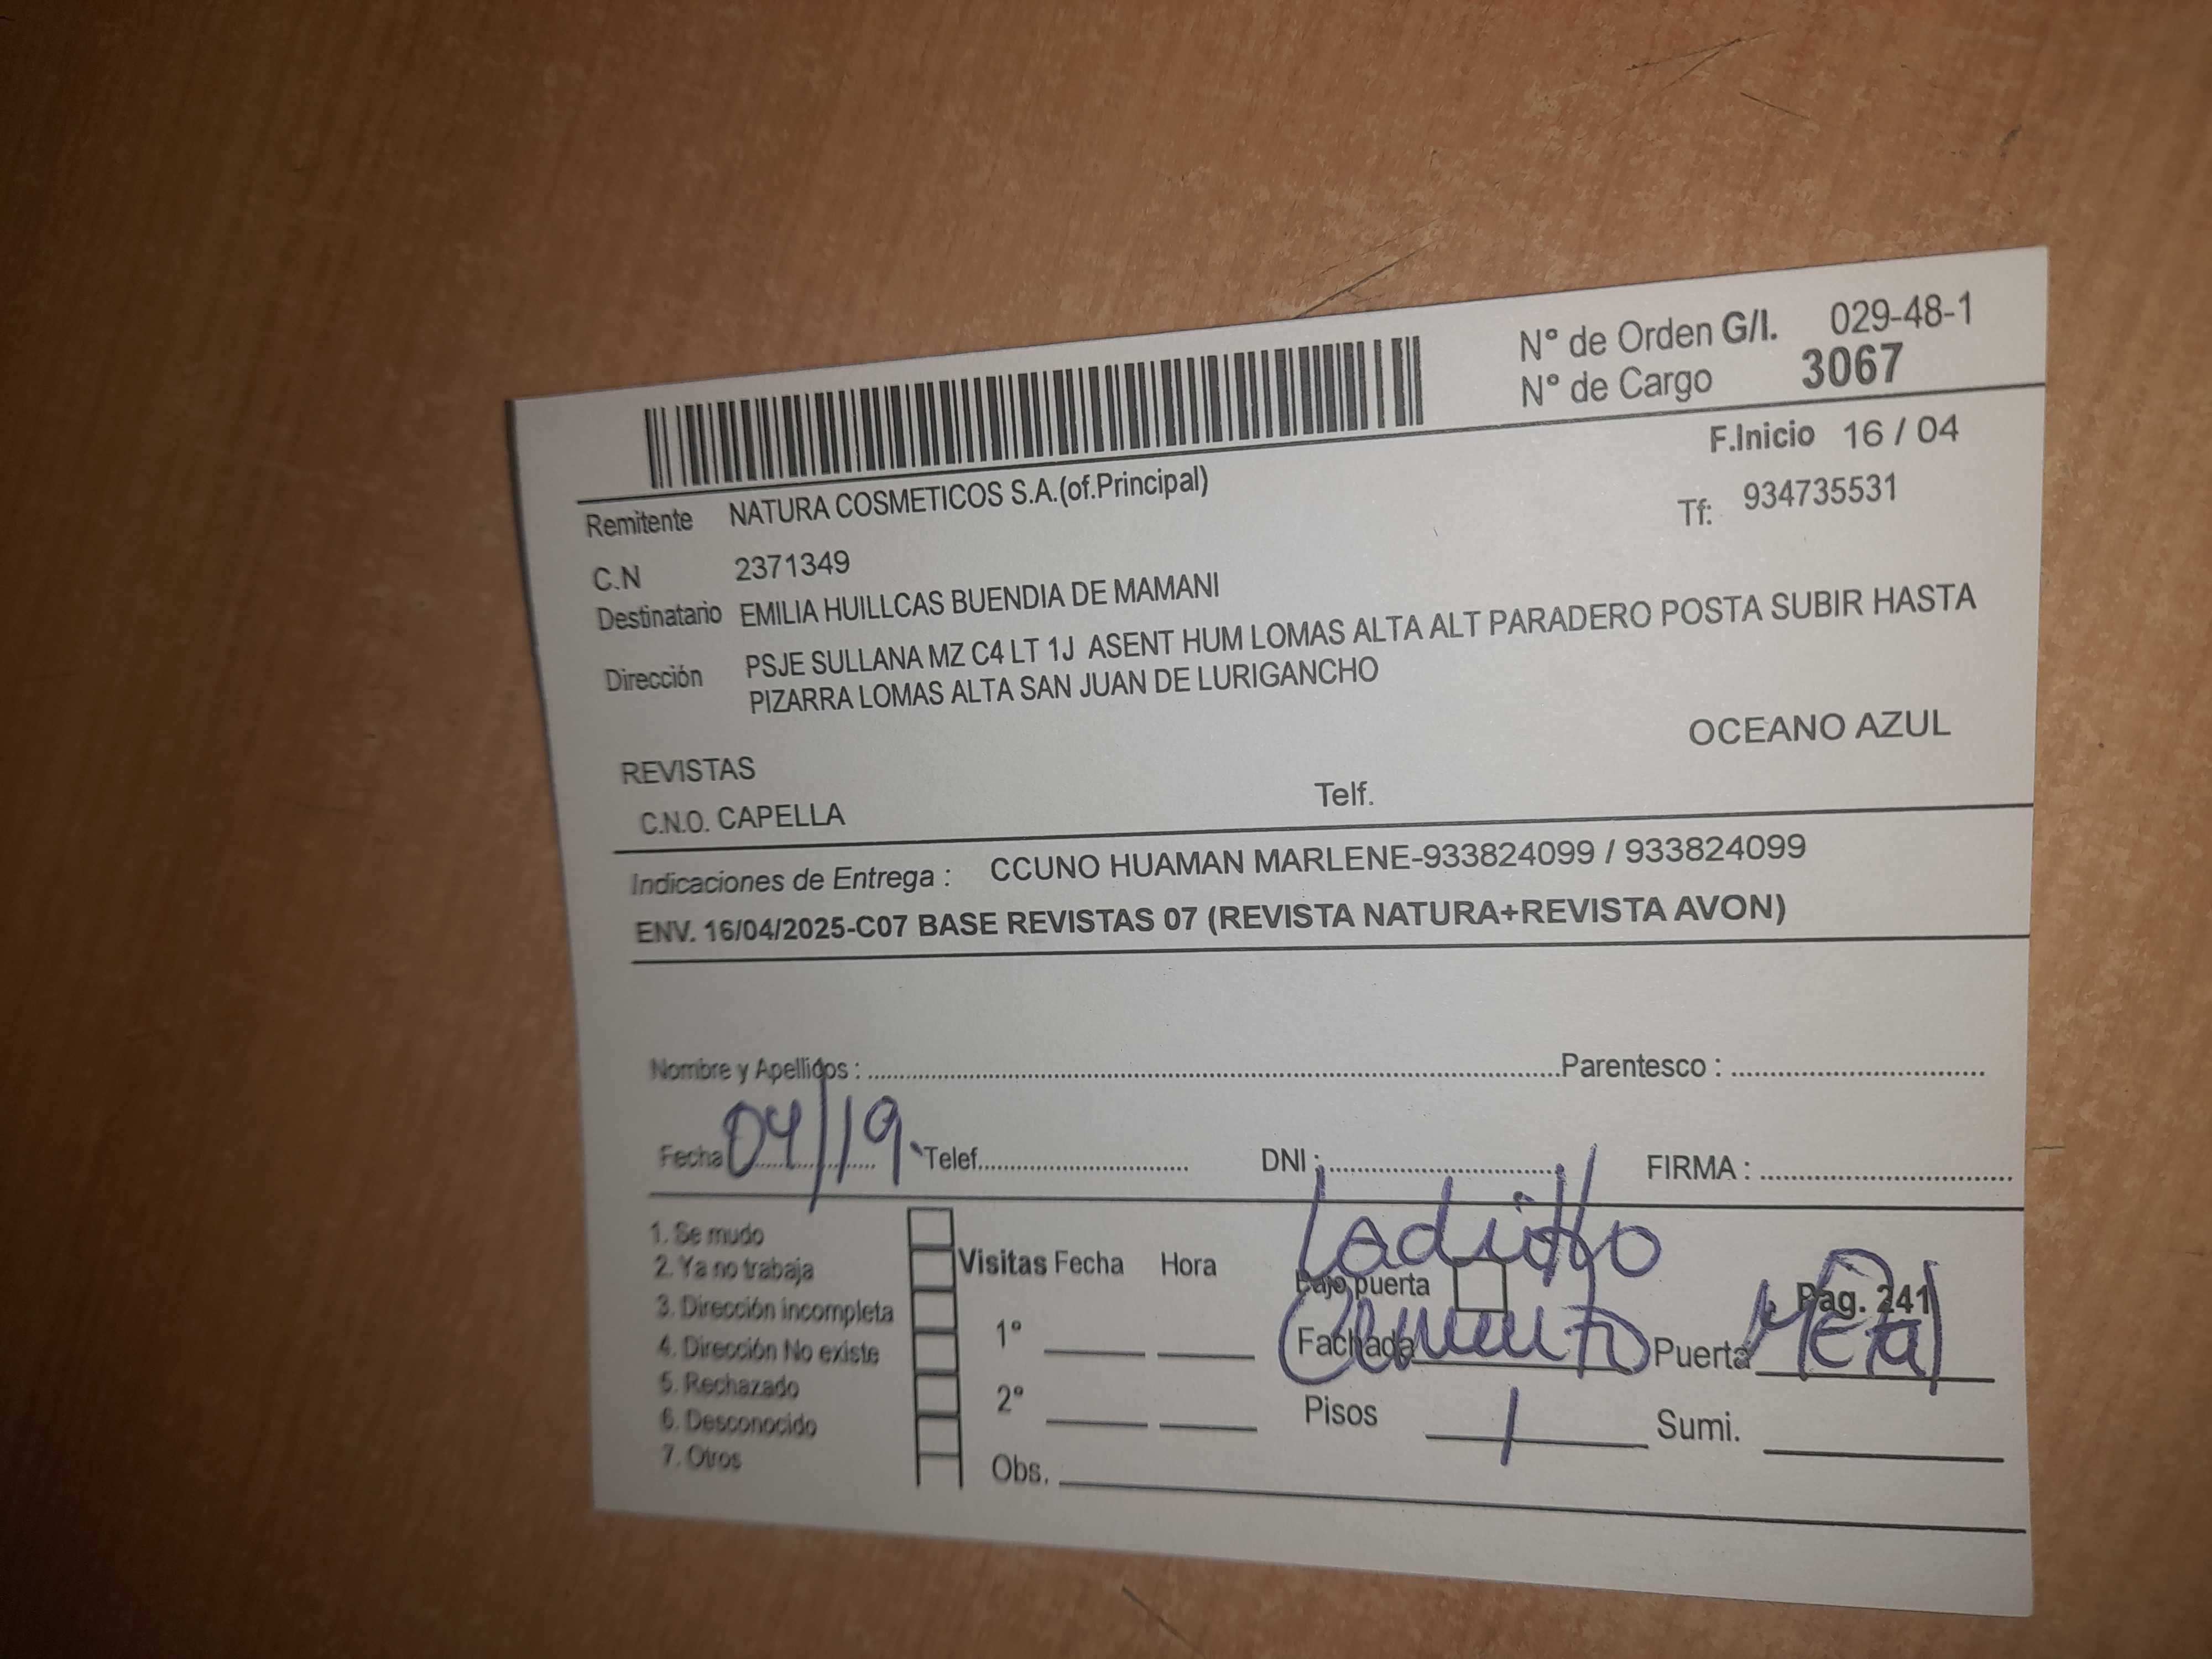 N° de Orden G/I. 029-48-1
N° de Cargo 3067
F.Inicio 16 / 04
Remitente NATURA COSMETICOS S.A.(of.Principal)
Tf: 934735531
C.N 2371349
Destinatario EMILIA HUILLCAS BUENDIA DE MAMANI
Dirección PSJE SULLANA MZ C4 LT 1J ASENT HUM LOMAS ALTA ALT PARADERO POSTA SUBIR HASTA
PIZARRA LOMAS ALTA SAN JUAN DE LURIGANCHO
OCEANO AZUL
REVISTAS
C.N.O. CAPELLA Telf.
Indicaciones de Entrega : CCUNO HUAMAN MARLENE-933824099 / 933824099
ENV. 16/04/2025-C07 BASE REVISTAS 07 (REVISTA NATURA+REVISTA AVON)
Nombre y Apellidos : Parentesco :
Fecha 04/19 Telef. DNI : FIRMA :
Ladrillo
1. Se mudo
2. Ya no trabaja
3. Dirección incompleta
4. Dirección No existe
5. Rechazado
6. Desconocido
7. Otros
Visitas Fecha Hora
1°
2°
Obs.
Bajo puerta
Pag. 241
Fachada Cemento Puerta Metal
Pisos 1 Sumi.